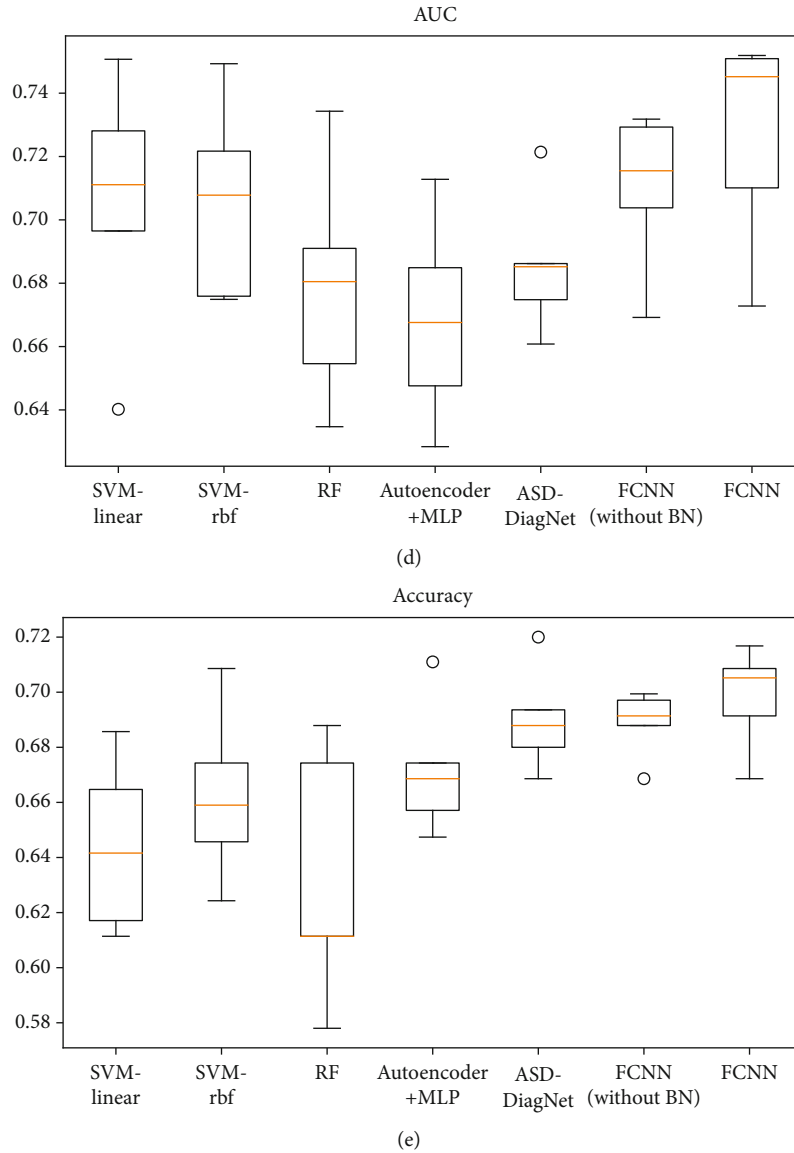 AUC
0.74
0.72
0.70
0.68
0.66
0.64
SVM-
linear
SVM-
rbf
RF
Autoencoder
+MLP
ASD-
DiagNet
FCNN
(without BN)
FCNN
(d)
Accuracy
0.72
0.70
0.68
0.66
0.64
0.62
0.60
0.58
SVM-
linear
SVM-
rbf
RF
Autoencoder
+MLP
ASD-
DiagNet
FCNN
(without BN)
FCNN
(e)